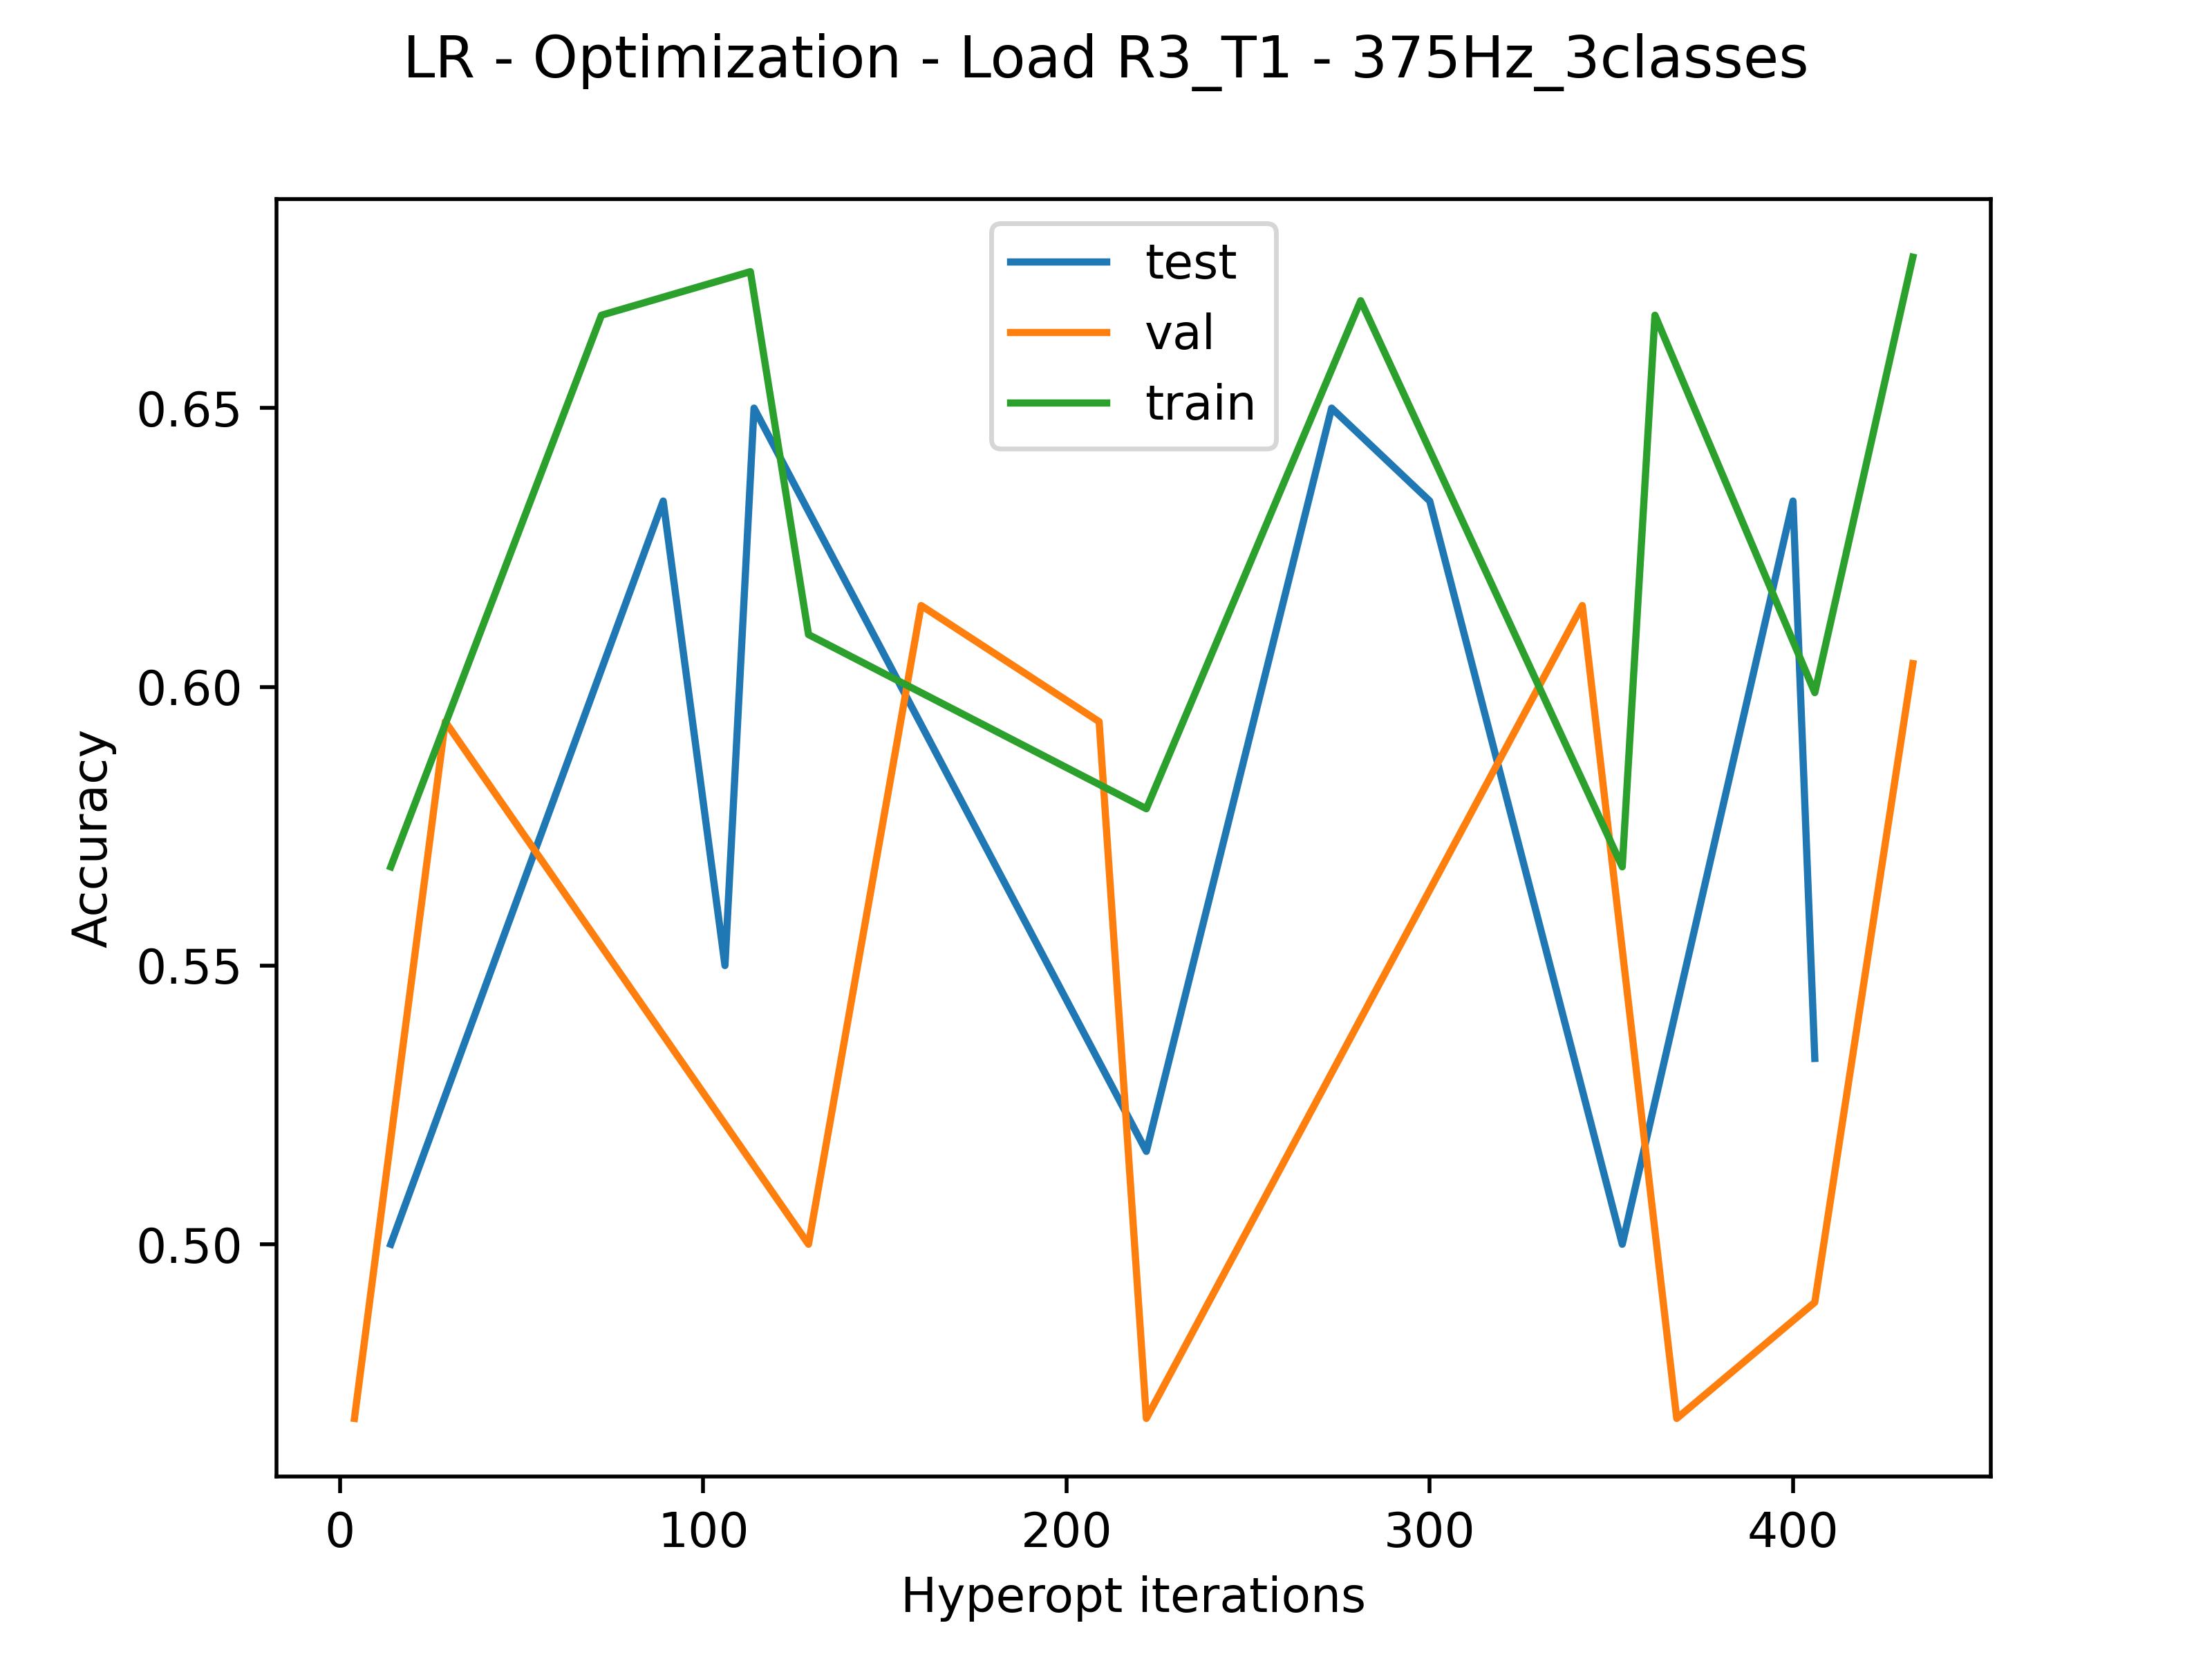 LR - Optimization - Load R3_T1 - 375Hz_3classes
test
val
train
0.65
0.60
0.55
0.50
Accuracy
0 100 200 300 400
Hyperopt iterations